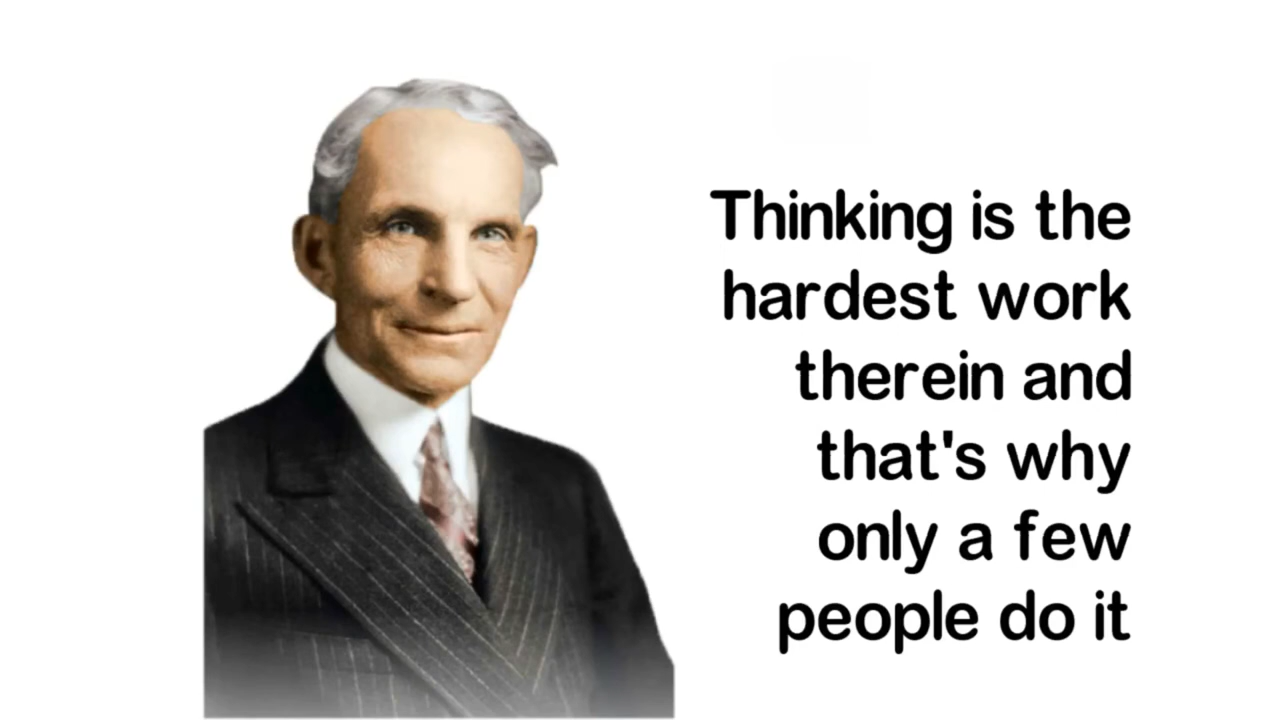 Thinking is the
hardest work
therein and
that's why
only a few
people do it